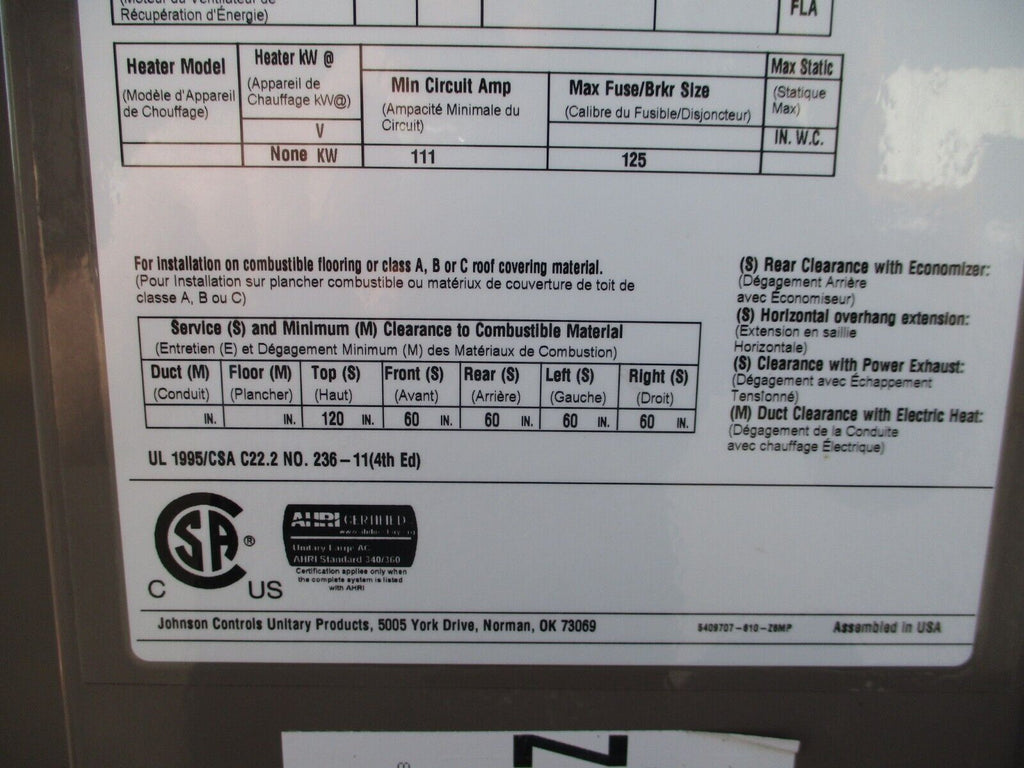 Récupération d'Énergie)
FLA
Heater Model
(Modèle d'Appareil
de Chouffage)
Heater kW @
(Appareil de
Chauffage kW@)
V
Min Circuit Amp
(Ampacité Minimale du
Circuit)
Max Fuse/Brkr Size
(Calibre du Fusible/Disjoncteur)
Max Static
(Statique
Max)
IN. W.C.
None KW
111
125
For installation on combustible flooring or class A, B or C roof covering material.
(Pour Installation sur plancher combustible ou matériux de couverture de toit de
classe A, B ou C)
Service (S) and Minimum (M) Clearance to Combustible Material
(Entretien (E) et Dégagement Minimum (M) des Matériaux de Combustion)
Duct (M) Floor (M) Top (S) Front (S) Rear (S) Left (S) Right (S)
(Conduit) (Plancher) (Haut) (Avant) (Arrière) (Gauche) (Droit)
IN. IN. 120 IN. 60 IN. 60 IN. 60 IN. 60 IN.
UL 1995/CSA C22.2 NO. 236-11(4th Ed)
(S) Rear Clearance with Economizer:
(Dégagement Arrière
avec Économiseur)
(S) Horizontal overhang extension:
(Extension en saillie
Horizontale)
(S) Clearance with Power Exhaust:
(Dégagement avec Échappement
Tensionné)
(M) Duct Clearance with Electric Heat:
(Dégagement de la Conduite
avec chauffage Électrique)
CSA ®
C US
AHRI CERTIFIED
Unitary Large AC
AHRI Standard 340/360
Certification applies only when
the complete system is listed
with AHRI
Johnson Controls Unitary Products, 5005 York Drive, Norman, OK 73069
5409707-610-Z6MP
Assembled in USA
N